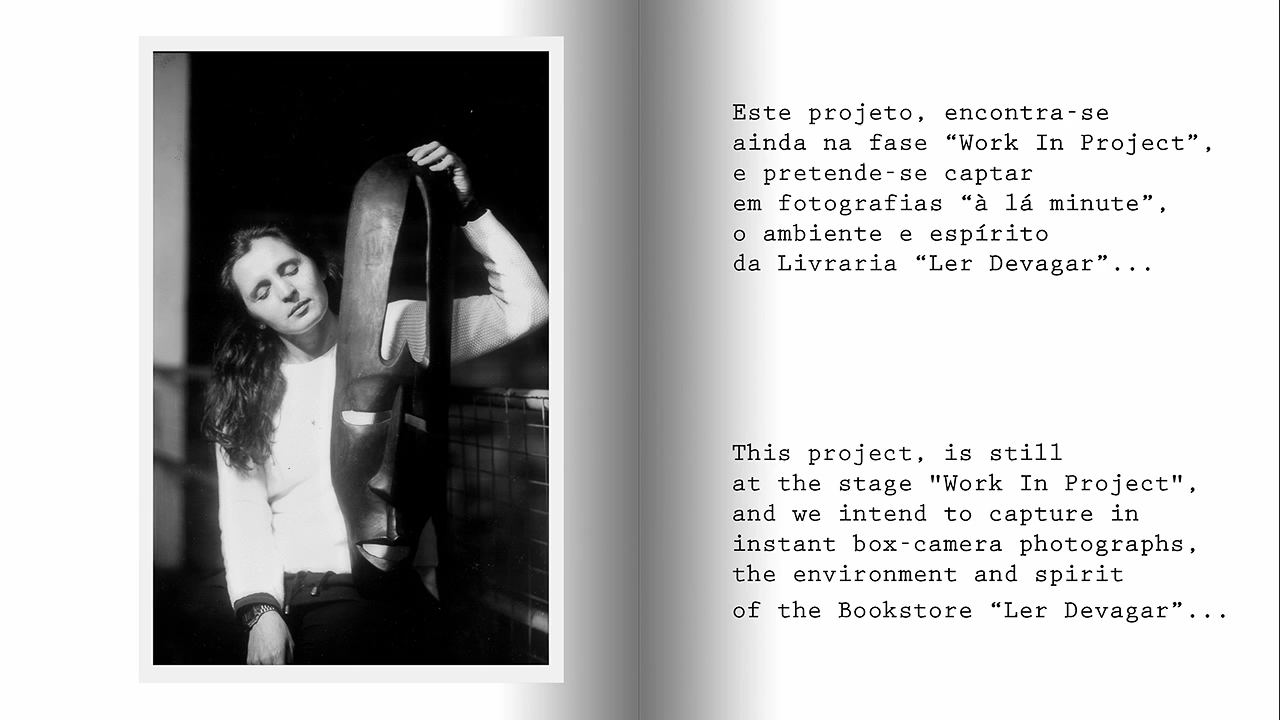 Este projeto, encontra-se
ainda na fase “Work In Project”,
e pretende-se captar
em fotografias “à lá minute”,
o ambiente e espírito
da Livraria “Ler Devagar”...
This project, is still
at the stage "Work In Project",
and we intend to capture in
instant box-camera photographs,
the environment and spirit
of the Bookstore “Ler Devagar”...